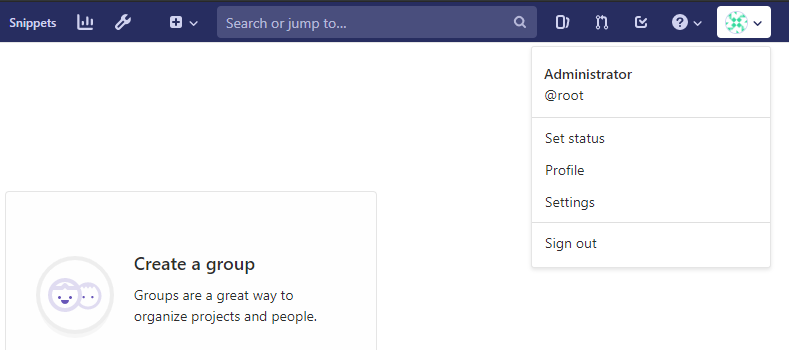 Snippets
Search or jump to...
Administrator
@root
Set status
Profile
Settings
Sign out
Create a group
Groups are a great way to
organize projects and people.